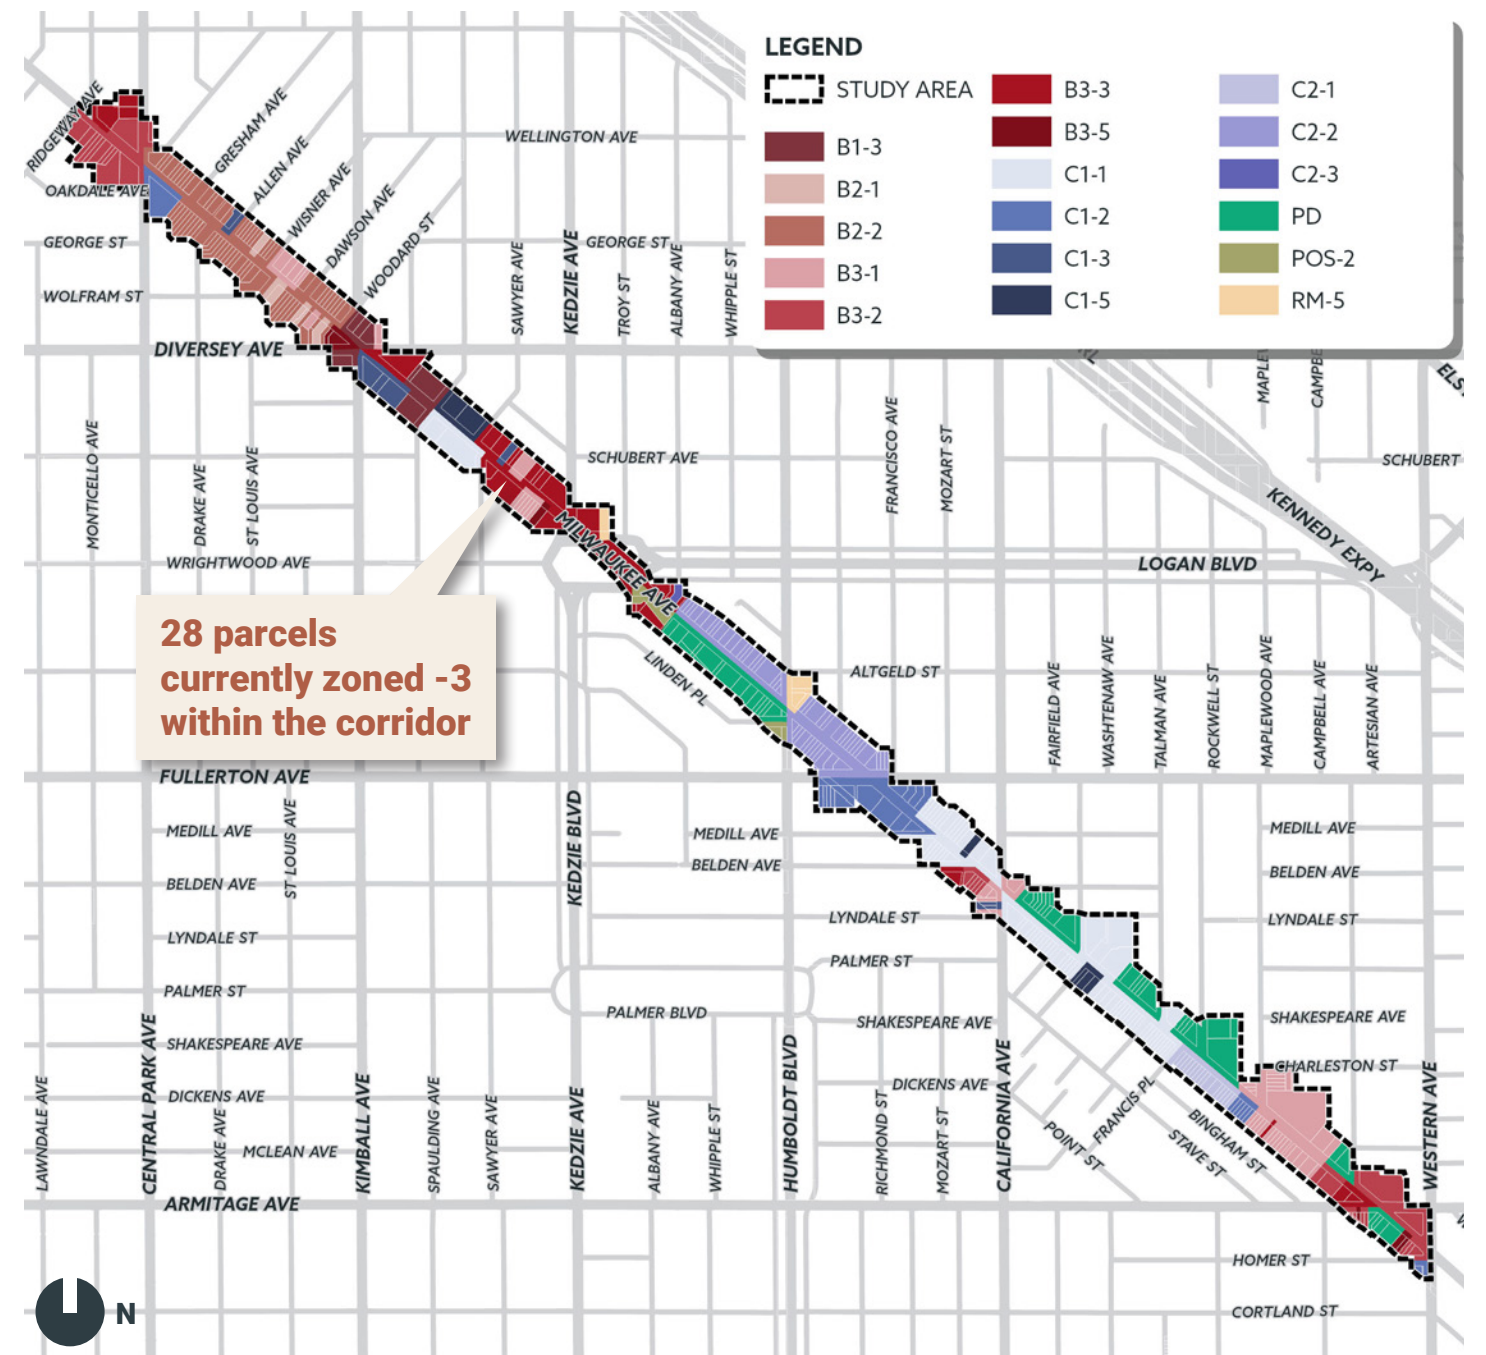 LEGEND
STUDY AREA
B1-3
B2-1
B2-2
B3-1
B3-2
B3-3
B3-5
C1-1
C1-2
C1-3
C1-5
C2-1
C2-2
C2-3
PD
POS-2
RM-5
RIDGEWAY AVE
GRESHAM AVE
ALLEN AVE
WISNER AVE
DAWSON AVE
WOODARD ST
WELLINGTON AVE
OAKDALE AVE
GEORGE ST
GEORGE ST
WOLFRAM ST
SAWYER AVE
KEDZIE AVE
TROY ST
ALBANY AVE
WHIPPLE ST
DIVERSEY AVE
MONTICELLO AVE
DRAKE AVE
ST LOUIS AVE
SCHUBERT AVE
FRANCISCO AVE
MOZART ST
SCHUBERT
KENNEDY EXPY
WRIGHTWOOD AVE
MILWAUKEE AVE
LOGAN BLVD
28 parcels
currently zoned -3
within the corridor
LINDEN PL
ALTGELD ST
FAIRFIELD AVE
WASHTENAW AVE
TALMAN AVE
ROCKWELL ST
MAPLEWOOD AVE
CAMPBELL AVE
ARTESIAN AVE
FULLERTON AVE
MEDILL AVE
MEDILL AVE
MEDILL AVE
ST LOUIS AVE
KEDZIE BLVD
BELDEN AVE
BELDEN AVE
BELDEN AVE
LYNDALE ST
LYNDALE ST
LYNDALE ST
PALMER ST
PALMER ST
PALMER BLVD
SHAKESPEARE AVE
SHAKESPEARE AVE
SHAKESPEARE AVE
CHARLESTON ST
DICKENS AVE
DICKENS AVE
LAWNDALE AVE
CENTRAL PARK AVE
DRAKE AVE
MCLEAN AVE
KIMBALL AVE
SPAULDING AVE
SAWYER AVE
KEDZIE AVE
ALBANY AVE
WHIPPLE ST
HUMBOLDT BLVD
RICHMOND ST
MOZART ST
CALIFORNIA AVE
POINT ST
FRANCIS PL
STAVE ST
BINGHAM ST
WESTERN AVE
ARMITAGE AVE
HOMER ST
CORTLAND ST
N